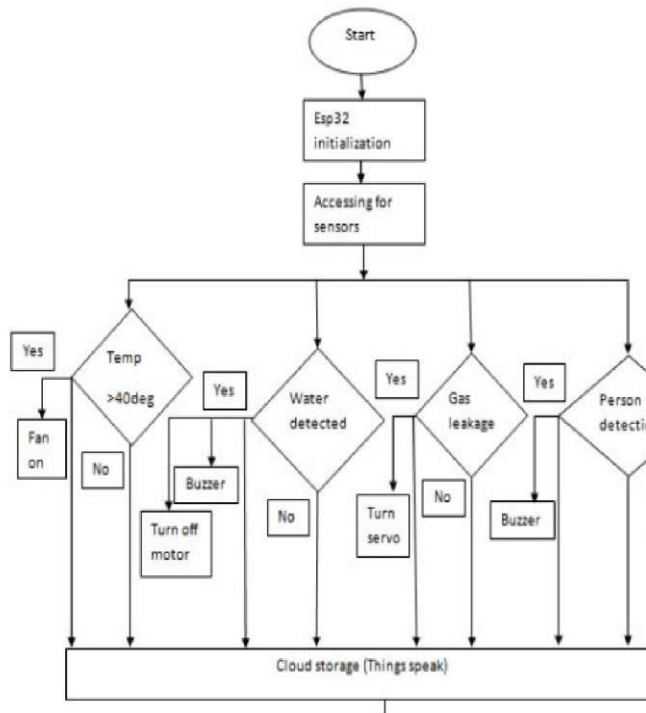 Start
Esp32
initialization
Accessing for
sensors
Yes
Temp
>40deg
Fan
on
No
Yes
Water
detected
Buzzer
Turn off
motor
No
Yes
Gas
leakage
Turn
servo
No
Yes
Person
detectin
Buzzer
Cloud storage (Things speak)